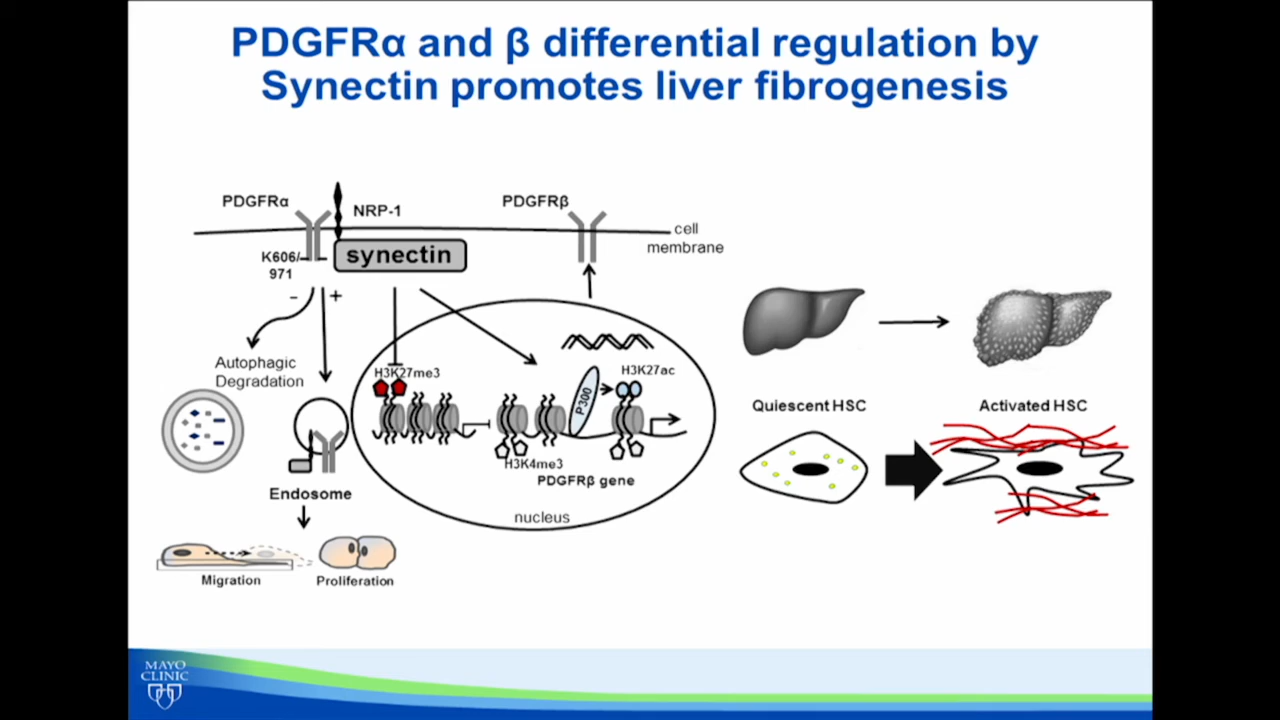 PDGFRα and β differential regulation by
Synectin promotes liver fibrogenesis
PDGFRα
NRP-1
PDGFRβ
cell
membrane
synectin
K606/
971
−
+
Autophagic
Degradation
H3K27me3
P300
H3K27ac
H3K4me3
PDGFRβ gene
nucleus
Endosome
Migration
Proliferation
Quiescent HSC
Activated HSC
MAYO
CLINIC